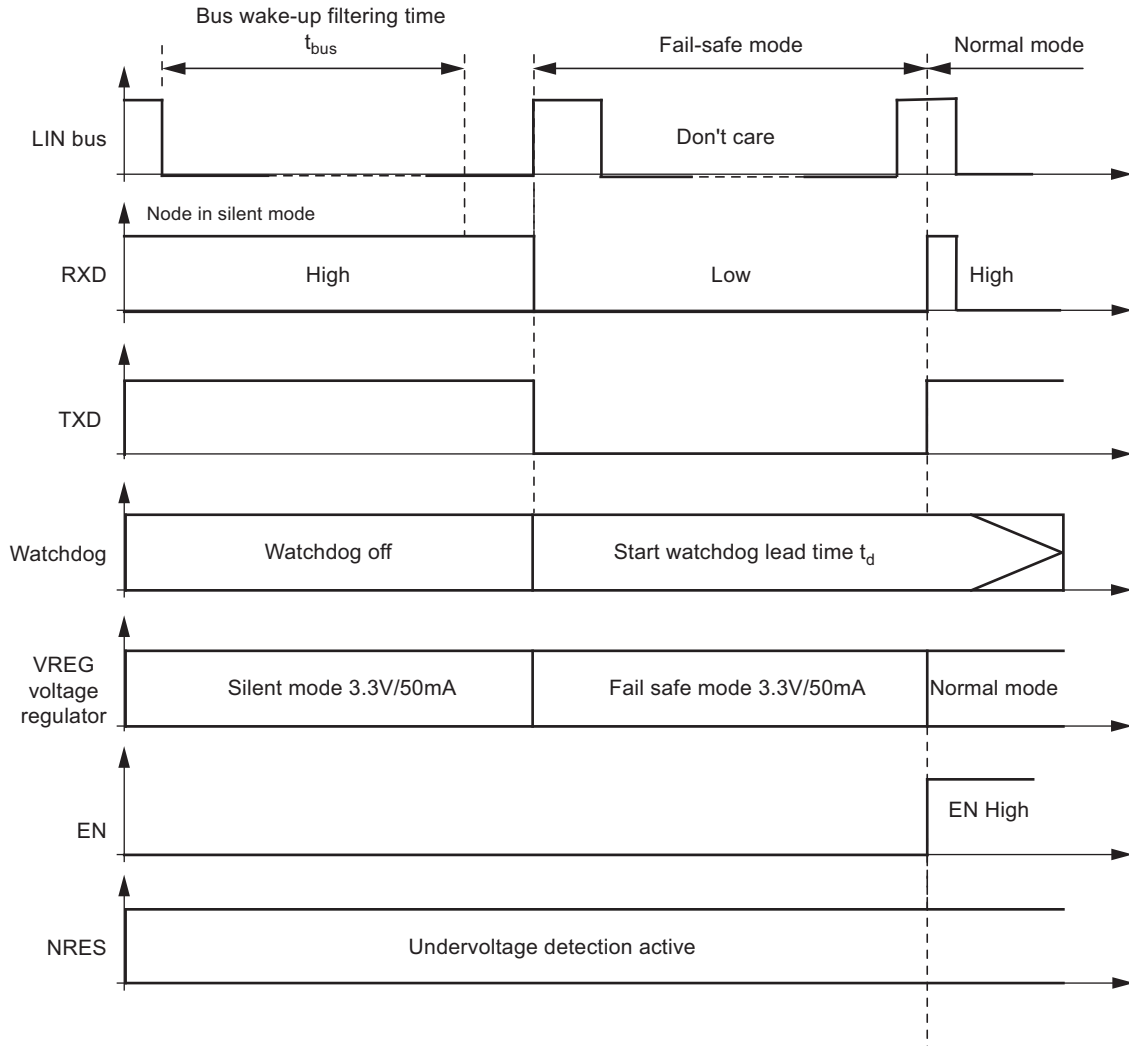 Bus wake-up filtering time
tbus
Fail-safe mode
Normal mode
LIN bus
Don't care
Node in silent mode
RXD
High
Low
High
TXD
Watchdog
Watchdog off
Start watchdog lead time td
VREG
voltage
regulator
Silent mode 3.3V/50mA
Fail safe mode 3.3V/50mA
Normal mode
EN
EN High
NRES
Undervoltage detection active